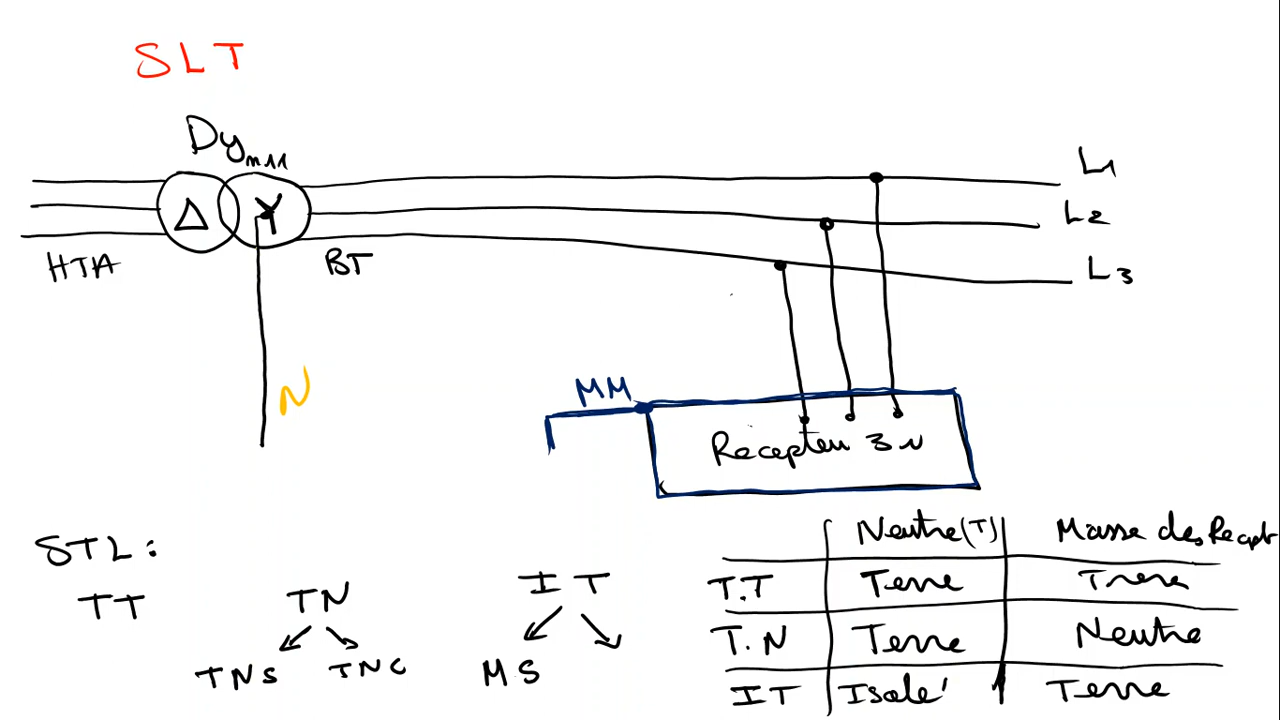 SLT
Dyn11
Δ Y
L1
L2
L3
HTA
BT
N
MM
Recepteu 3~
STL:
TT
TN
TNS TNC
IT
MS
Neutre(T) Masse des Recept
T.T Terre
T.N Terre Neutre
IT Isolé Terre